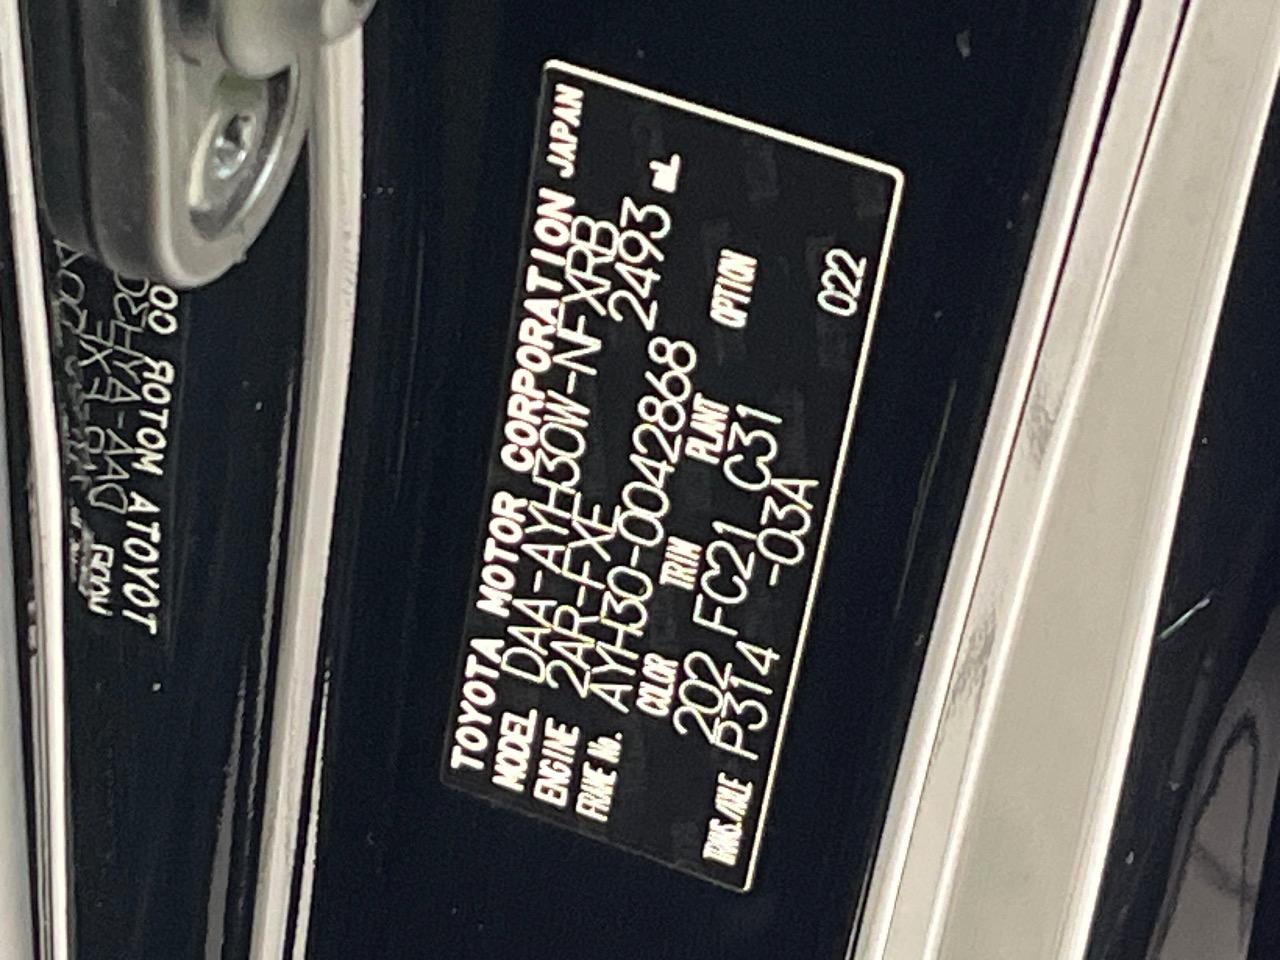 TOYOTA MOTOR CORPORATION JAPAN
MODEL DAA-AYH30W-NFXRB
ENGINE 2AR-FXE 2493 mL
FRAME No. AYH30-0042868
COLOR TRIM PLANT OPTION
202 FC21 C31
TRANS./AXLE P314 -03A 022